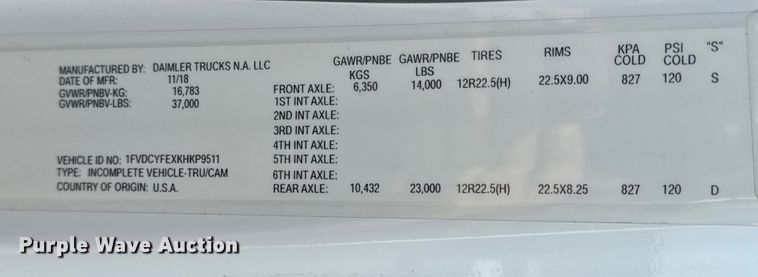 MANUFACTURED BY: DAIMLER TRUCKS N.A. LLC
DATE OF MFR: 11/18
GVWR/PNBV-KG: 16,783
GVWR/PNBV-LBS: 37,000
VEHICLE ID NO: 1FVDCYFEXKHKP9511
TYPE: INCOMPLETE VEHICLE-TRU/CAM
COUNTRY OF ORIGIN: U.S.A.
GAWR/PNBE KGS GAWR/PNBE LBS TIRES RIMS KPA COLD PSI COLD "S"
FRONT AXLE: 6,350 14,000 12R22.5(H) 22.5X9.00 827 120 S
1ST INT AXLE:
2ND INT AXLE:
3RD INT AXLE:
4TH INT AXLE:
5TH INT AXLE:
6TH INT AXLE:
REAR AXLE: 10,432 23,000 12R22.5(H) 22.5X8.25 827 120 D
Purple Wave Auction